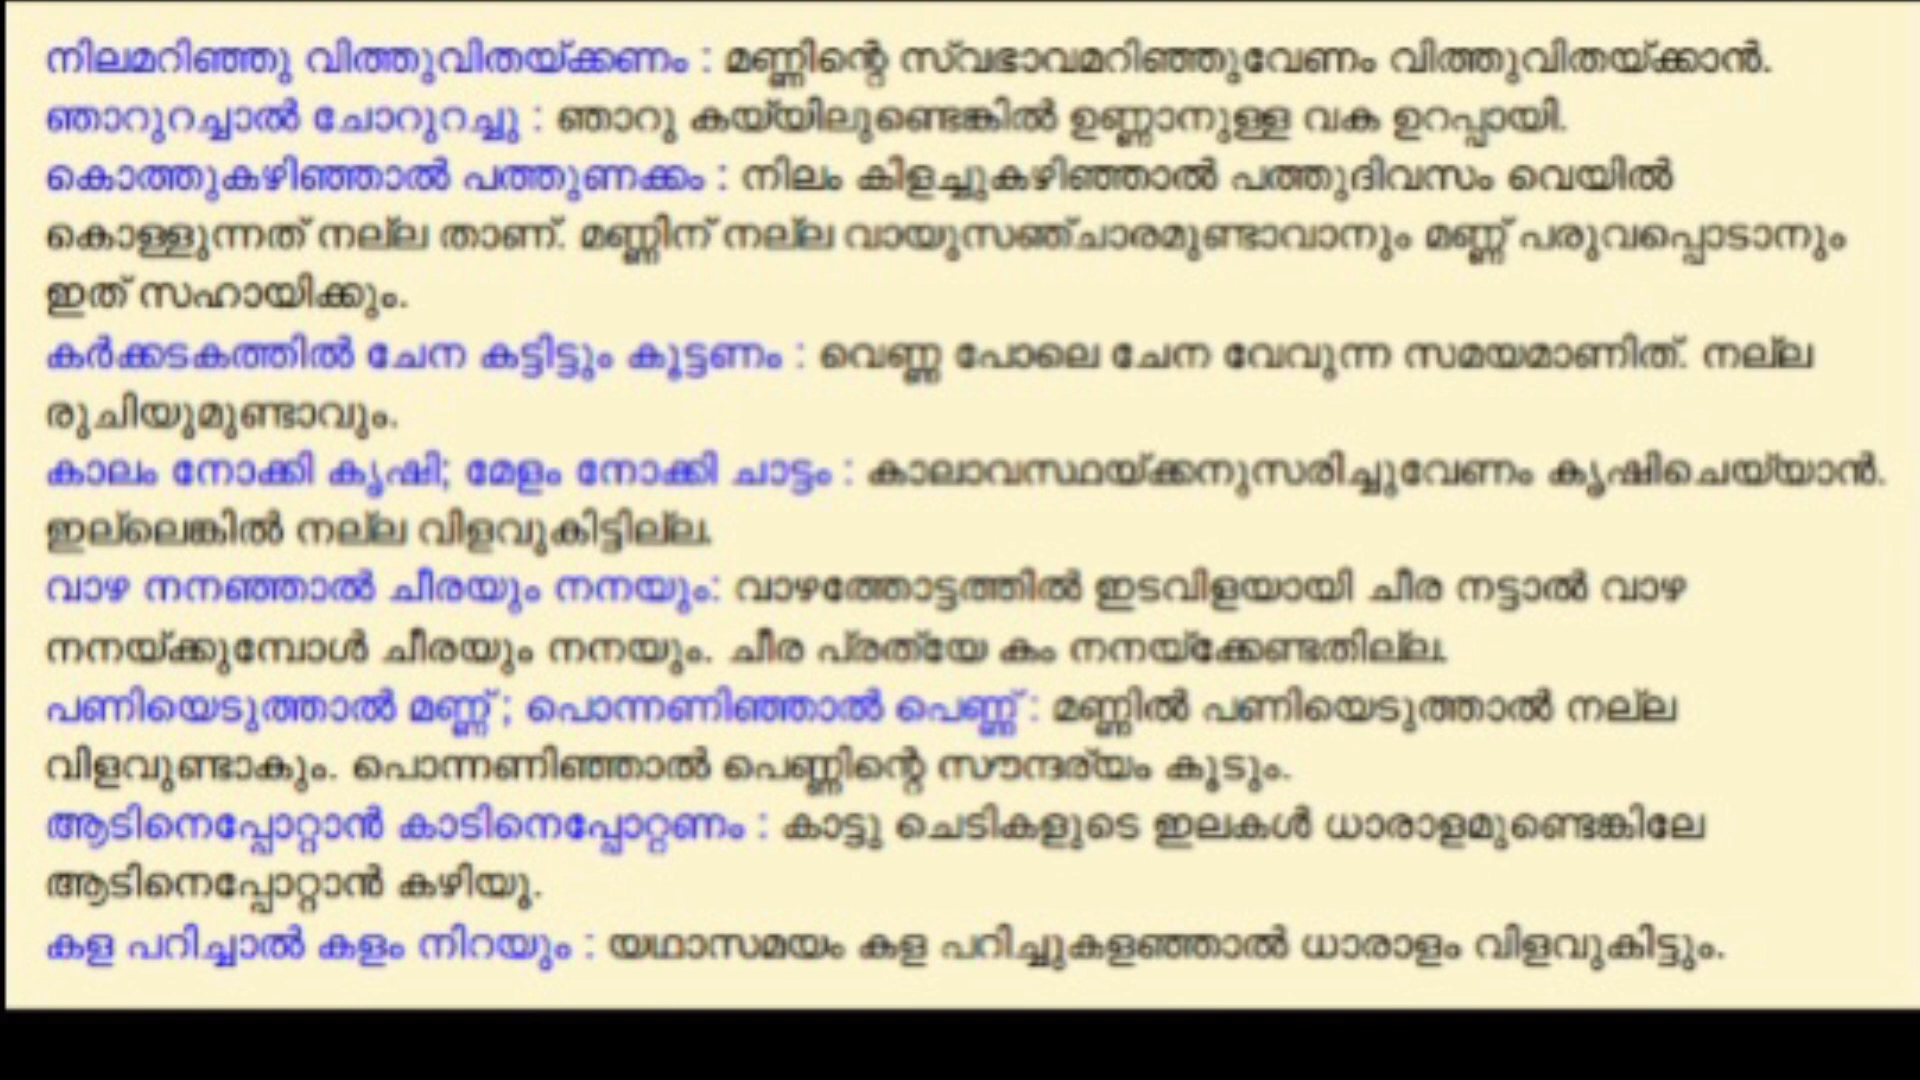 നിലമറിഞ്ഞു വിത്തുവിതയ്ക്കണം : മണ്ണിന്റെ സ്വഭാവമറിഞ്ഞുവേണം വിത്തുവിതയ്ക്കാൻ.
ഞാറുറച്ചാൽ ചോറുറച്ചു : ഞാറു കയ്യിലുണ്ടെങ്കിൽ ഉണ്ണാനുള്ള വക ഉറപ്പായി.
കൊത്തുകഴിഞ്ഞാൽ പത്തുണക്കം : നിലം കിളച്ചുകഴിഞ്ഞാൽ പത്തുദിവസം വെയിൽ
കൊള്ളുന്നത് നല്ല താണ്. മണ്ണിന് നല്ല വായുസഞ്ചാരമുണ്ടാവാനും മണ്ണ് പരുവപ്പൊടാനും
ഇത് സഹായിക്കും.
കർക്കടകത്തിൽ ചേന കട്ടിട്ടും കൂട്ടണം : വെണ്ണ പോലെ ചേന വേവുന്ന സമയമാണിത്. നല്ല
രുചിയുമുണ്ടാവും.
കാലം നോക്കി കൃഷി; മേളം നോക്കി ചാട്ടം : കാലാവസ്ഥയ്ക്കനുസരിച്ചുവേണം കൃഷിചെയ്യാൻ.
ഇല്ലെങ്കിൽ നല്ല വിളവുകിട്ടില്ല.
വാഴ നനഞ്ഞാൽ ചീരയും നനയും: വാഴത്തോട്ടത്തിൽ ഇടവിളയായി ചീര നട്ടാൽ വാഴ
നനയ്ക്കുമ്പോൾ ചീരയും നനയും. ചീര പ്രത്യേ കം നനയ്ക്കേണ്ടതില്ല.
പണിയെടുത്താൽ മണ്ണ് ; പൊന്നണിഞ്ഞാൽ പെണ്ണ് : മണ്ണിൽ പണിയെടുത്താൽ നല്ല
വിളവുണ്ടാകും. പൊന്നണിഞ്ഞാൽ പെണ്ണിന്റെ സൗന്ദര്യം കൂടും.
ആടിനെപ്പോറ്റാൻ കാടിനെപ്പോറ്റണം : കാട്ടു ചെടികളുടെ ഇലകൾ ധാരാളമുണ്ടെങ്കിലേ
ആടിനെപ്പോറ്റാൻ കഴിയൂ.
കള പറിച്ചാൽ കളം നിറയും : യഥാസമയം കള പറിച്ചുകളഞ്ഞാൽ ധാരാളം വിളവുകിട്ടും.